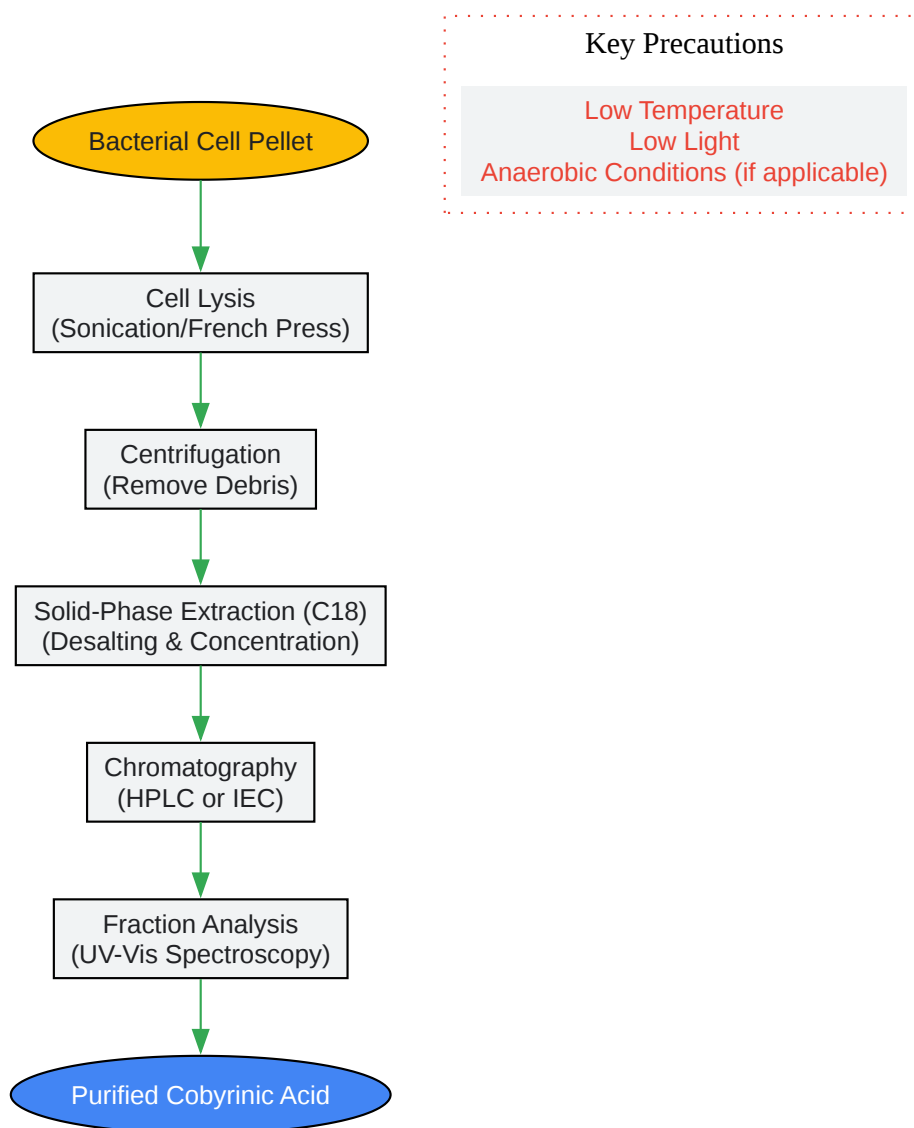 Key Precautions
Low Temperature
Low Light
Anaerobic Conditions (if applicable)
Bacterial Cell Pellet
Cell Lysis
(Sonication/French Press)
Centrifugation
(Remove Debris)
Solid-Phase Extraction (C18)
(Desalting & Concentration)
Chromatography
(HPLC or IEC)
Fraction Analysis
(UV-Vis Spectroscopy)
Purified Cobyrinic Acid